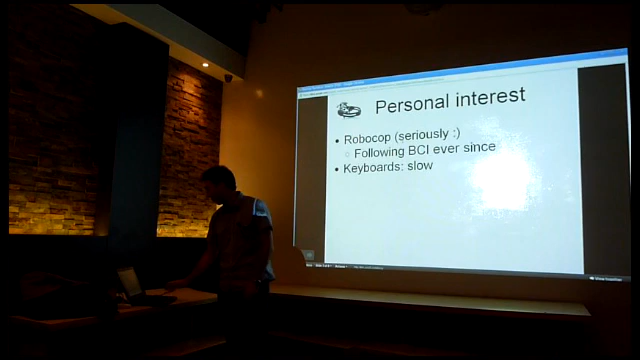 Personal interest
• Robocop (seriously :)
○ Following BCI ever since
• Keyboards: slow